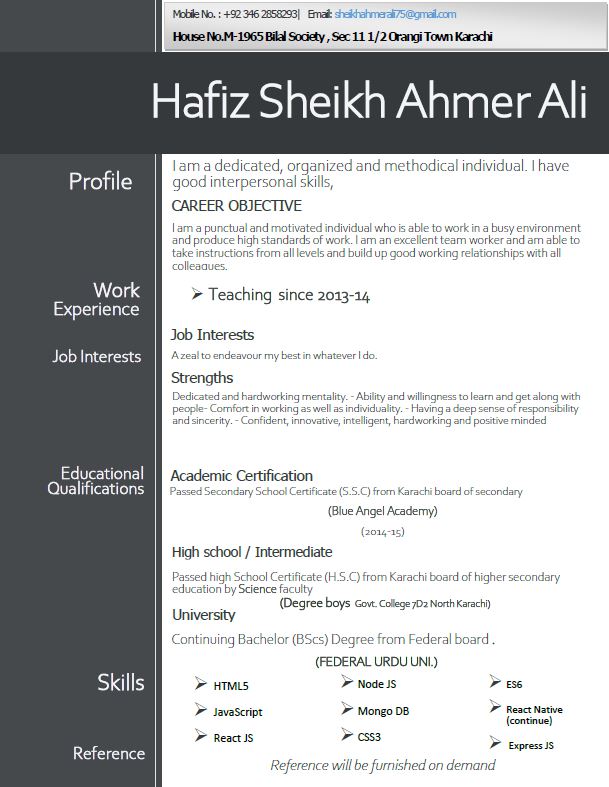 Mobile No. : +92 346 2858293| Email: sheikhahmerali75@gmail.com
House No.M-1965 Bilal Society , Sec 11 1/2 Orangi Town Karachi
Hafiz Sheikh Ahmer Ali
Profile
I am a dedicated, organized and methodical individual. I have
good interpersonal skills,
CAREER OBJECTIVE
I am a punctual and motivated individual who is able to work in a busy environment
and produce high standards of work. I am an excellent team worker and am able to
take instructions from all levels and build up good working relationships with all
colleagues.
Work
Experience
➢ Teaching since 2013-14
Job Interests
Job Interests
A zeal to endeavour my best in whatever I do.
Strengths
Dedicated and hardworking mentality. - Ability and willingness to learn and get along with
people- Comfort in working as well as individuality. - Having a deep sense of responsibility
and sincerity. - Confident, innovative, intelligent, hardworking and positive minded
Educational
Qualifications
Academic Certification
Passed Secondary School Certificate (S.S.C) from Karachi board of secondary
(Blue Angel Academy)
(2014-15)
High school / Intermediate
Passed high School Certificate (H.S.C) from Karachi board of higher secondary
education by Science faculty
(Degree boys Govt. College 7D2 North Karachi)
University
Continuing Bachelor (BScs) Degree from Federal board .
(FEDERAL URDU UNI.)
Skills
➢ HTML5
➢ Node JS
➢ ES6
➢ JavaScript
➢ Mongo DB
➢ React Native
(continue)
➢ React JS
➢ CSS3
➢ Express JS
Reference
Reference will be furnished on demand